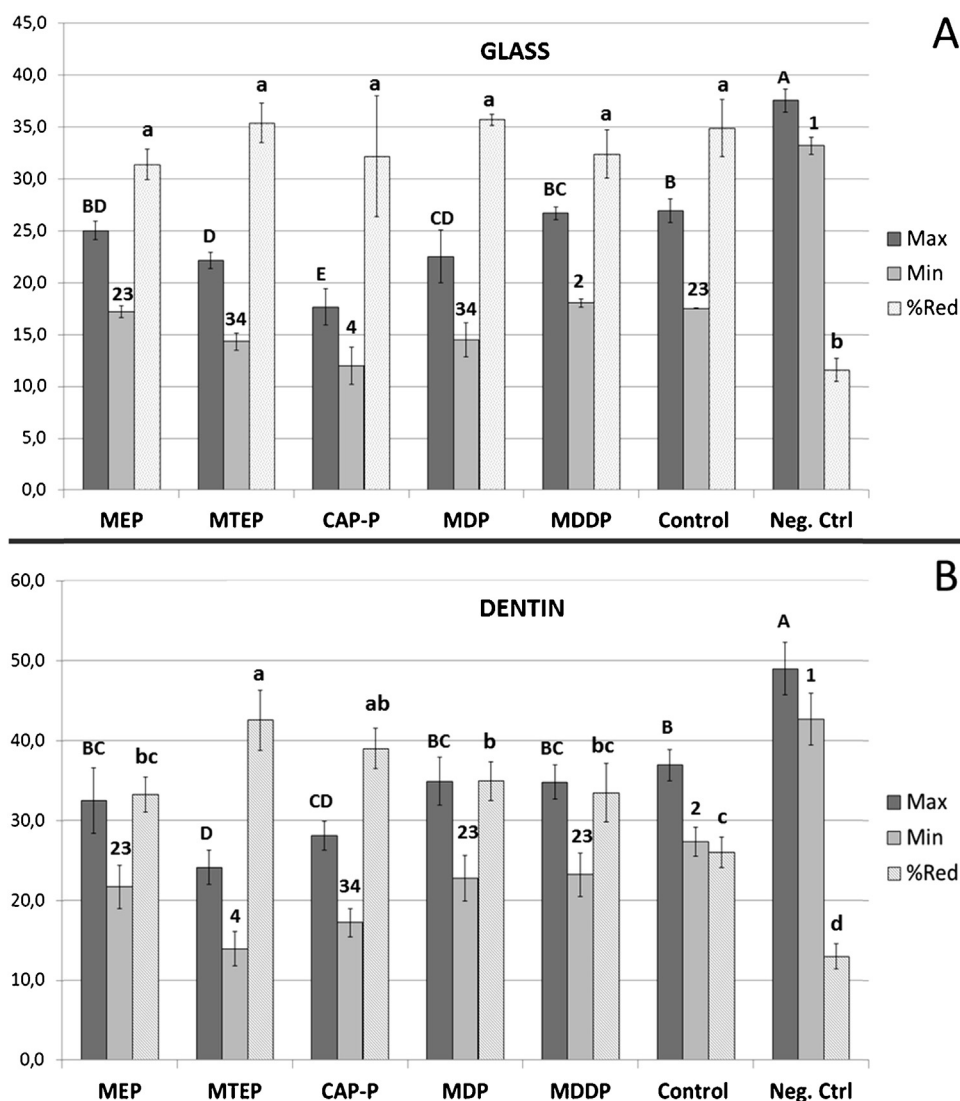 A
GLASS
45,0
40,0
35,0
30,0
25,0
20,0
15,0
10,0
5,0
0,0
BD 23 a
D 34 a
E 4 a
CD 34 a
BC 2 a
B 23 a
A 1 b
Max
Min
%Red
MEP MTEP CAP-P MDP MDDP Control Neg. Ctrl
B
DENTIN
60,0
50,0
40,0
30,0
20,0
10,0
0,0
BC 23 bc
D 4 a
CD 34 ab
BC 23 b
BC 23 bc
B 2 c
A 1 d
Max
Min
%Red
MEP MTEP CAP-P MDP MDDP Control Neg. Ctrl